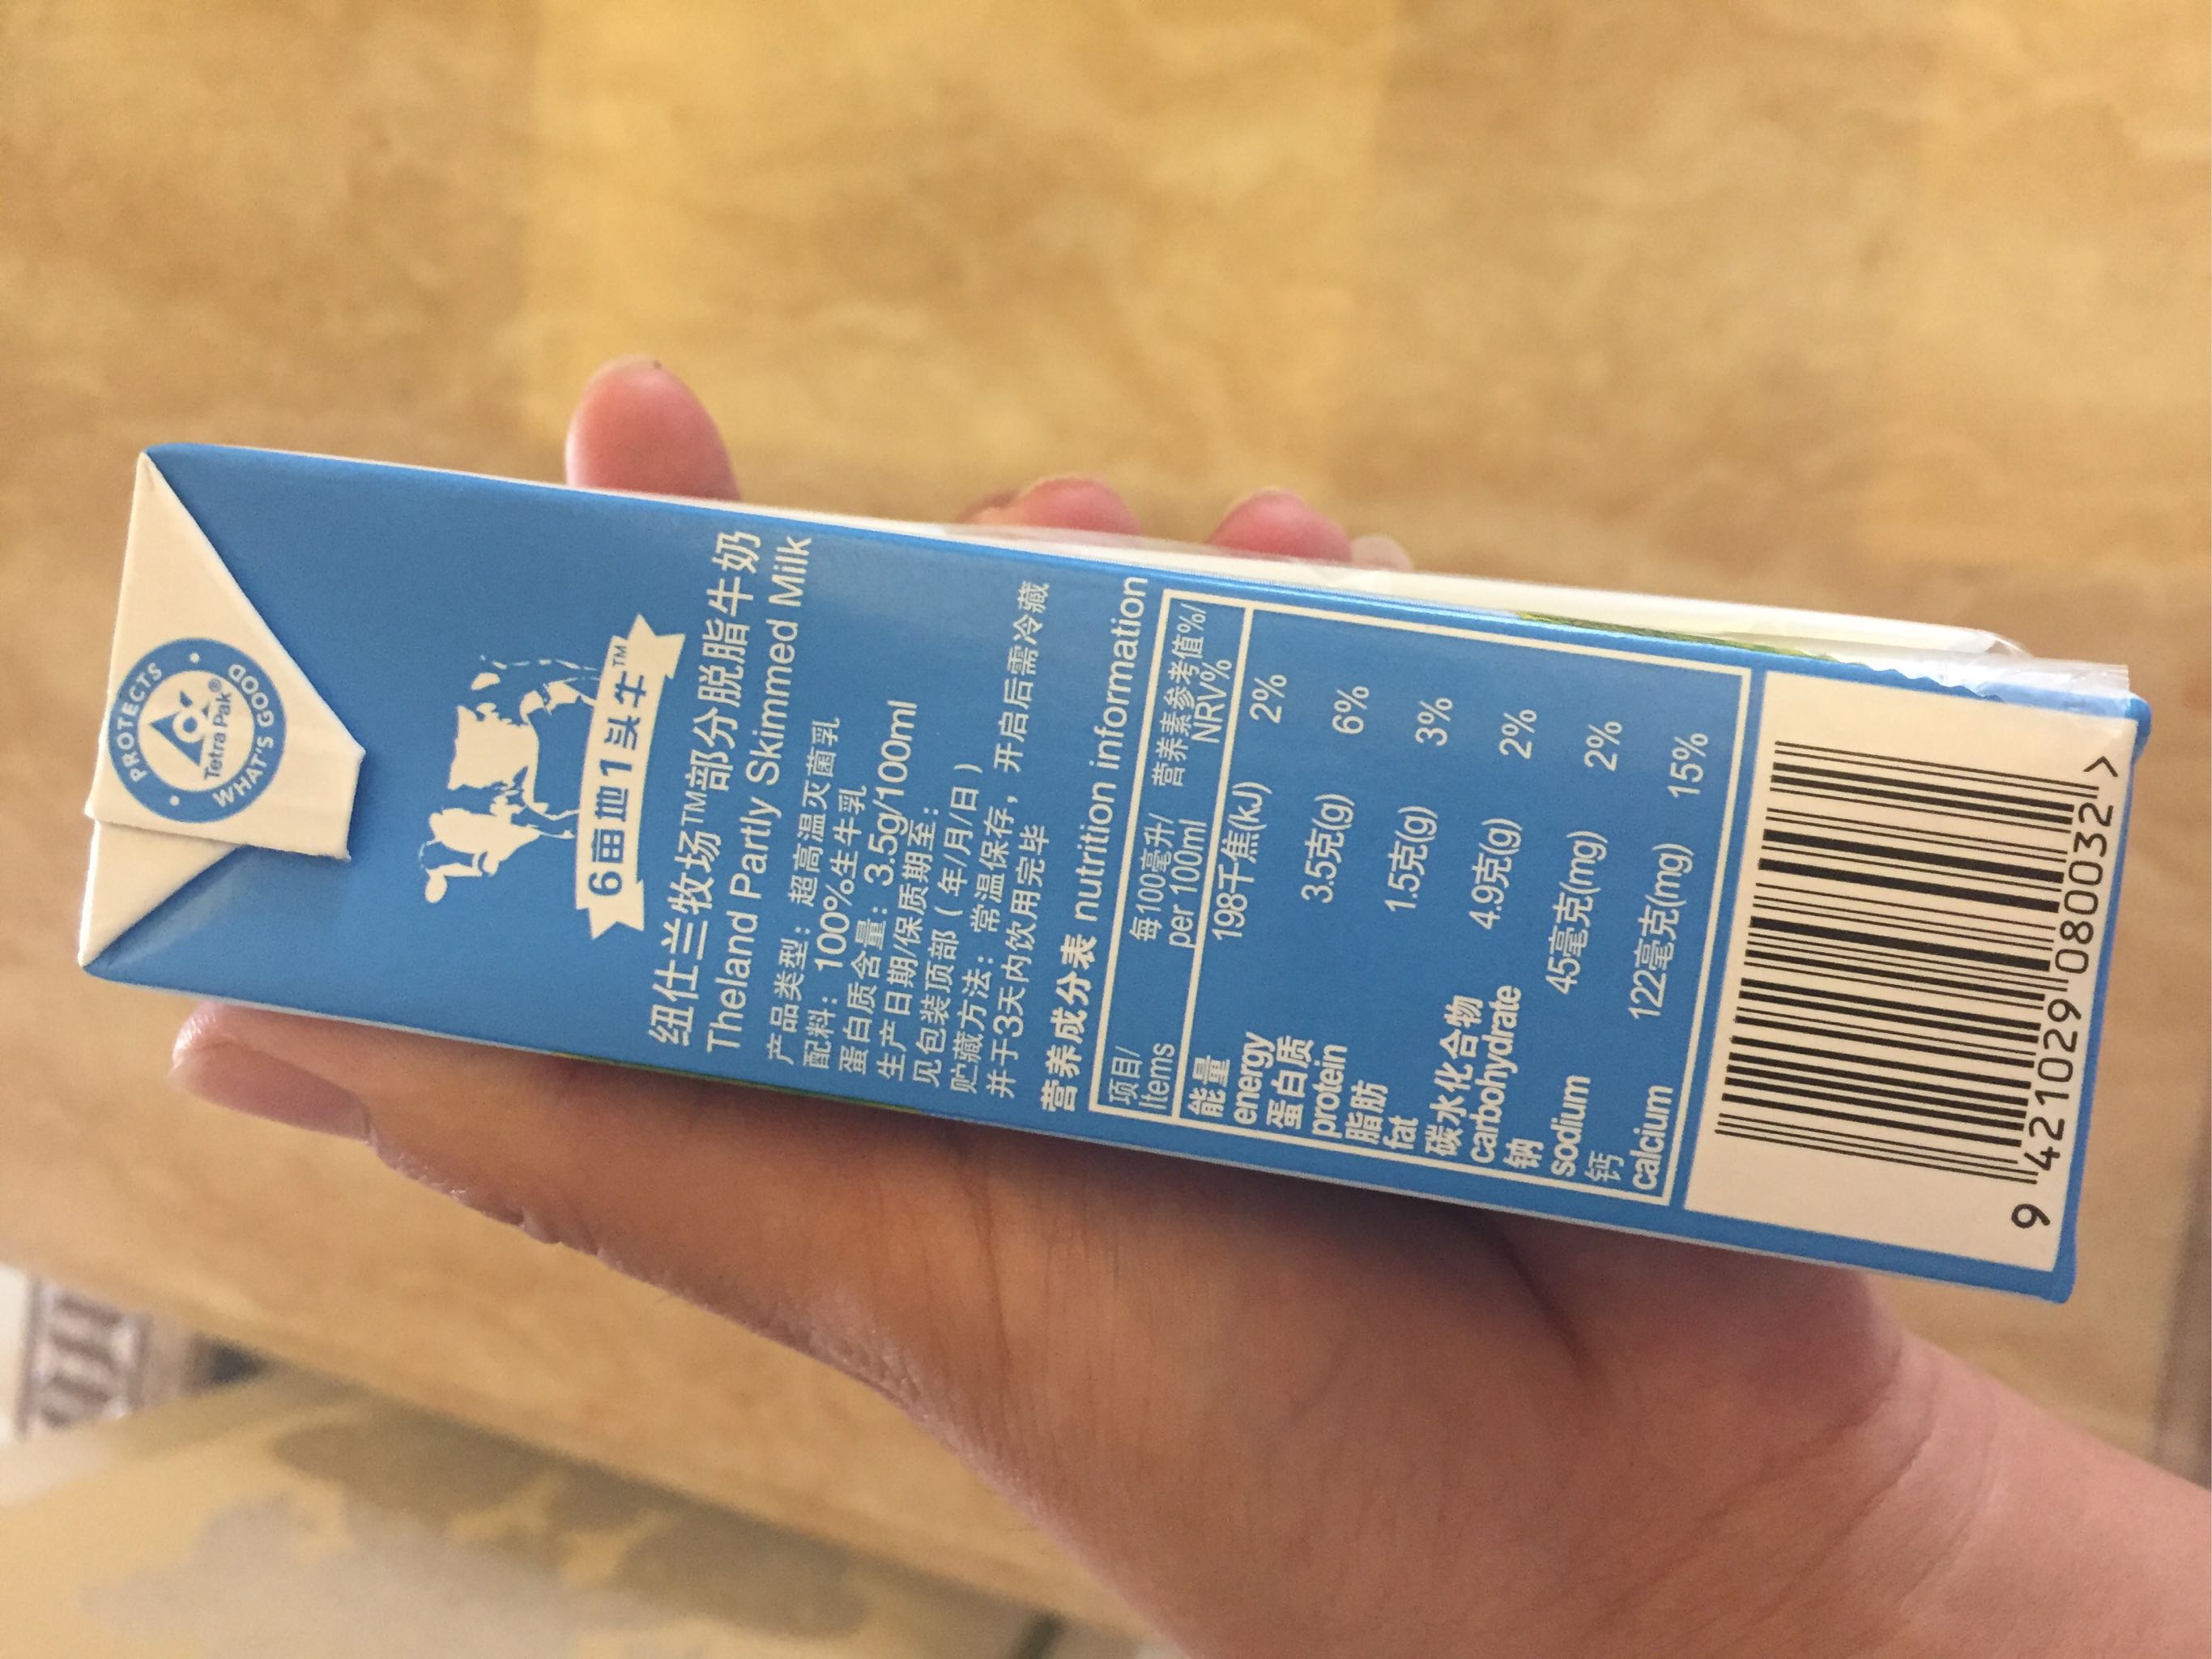 PROTECTS
Tetra Pak®
WHAT'S GOOD
6亩地1头牛™
纽仕兰牧场™部分脱脂牛奶
Theland Partly Skimmed Milk
产品类型：超高温灭菌乳
配料：100%生牛乳
蛋白质含量：3.5g/100ml
生产日期/保质期至：
见包装顶部（年/月/日）
贮藏方法：常温保存，开启后需冷藏
并于3天内饮用完毕
营养成分表 nutrition information
项目/ 每100毫升/ 营养素参考值%/
Items per 100ml NRV%
能量 198千焦(kJ) 2%
energy
蛋白质 3.5克(g) 6%
protein
脂肪 1.5克(g) 3%
fat
碳水化合物 4.9克(g) 2%
carbohydrate
钠 45毫克(mg) 2%
sodium
钙 122毫克(mg) 15%
calcium
9 421029 080032 >